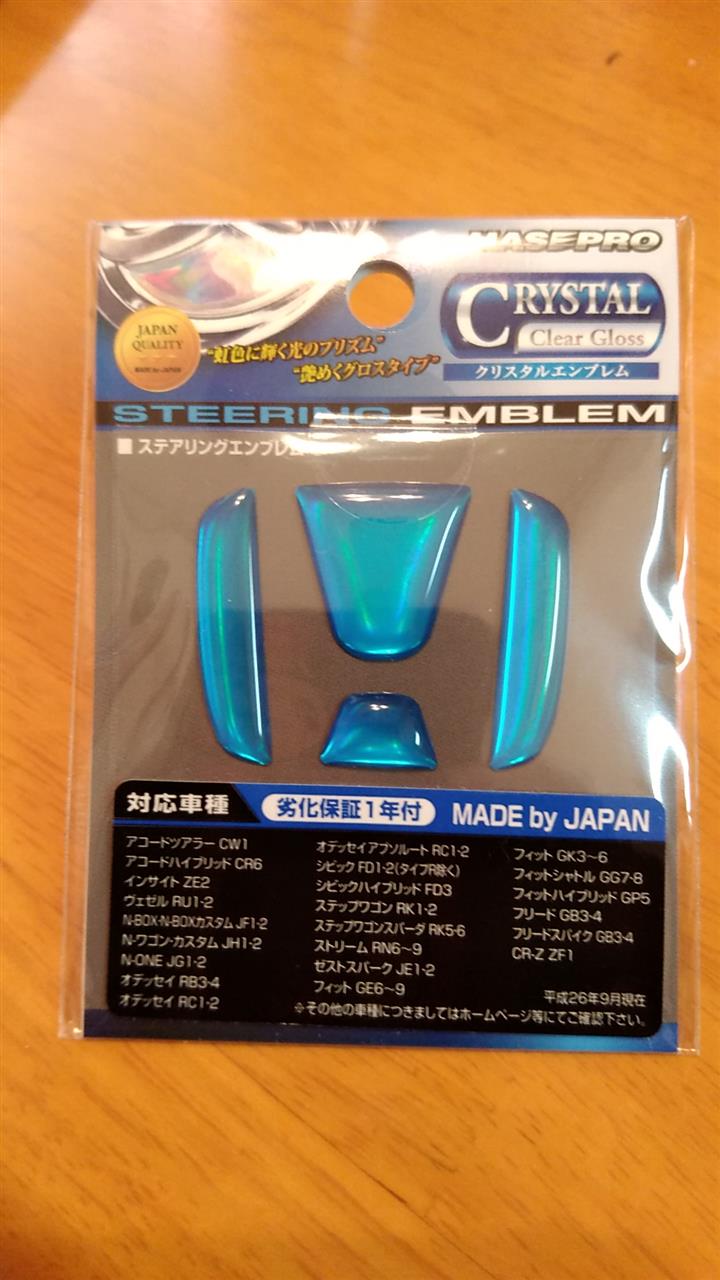 HASEPRO
CRYSTAL
Clear Gloss
クリスタルエンブレム
JAPAN
QUALITY
MADE by JAPAN
“虹色に輝く光のプリズム”
“艶めくグロスタイプ”
STEERING EMBLEM
■ステアリングエンブレム
対応車種 劣化保証1年付 MADE by JAPAN
アコードツアラー CW1
アコードハイブリッド CR6
インサイト ZE2
ヴェゼル RU1-2
N-BOX・N-BOXカスタム JF1-2
N-ワゴン・カスタム JH1-2
N-ONE JG1-2
オデッセイ RB3-4
オデッセイ RC1-2
オデッセイアブソルート RC1-2
シビック FD1-2(タイプR除く)
シビックハイブリッド FD3
ステップワゴン RK1-2
ステップワゴンスパーダ RK5-6
ストリーム RN6〜9
ゼストスパーク JE1-2
フィット GE6〜9
フィット GK3〜6
フィットシャトル GG7-8
フィットハイブリッド GP5
フリード GB3-4
フリードスパイク GB3-4
CR-Z ZF1
平成26年9月現在
※その他の車種につきましてはホームページ等にてご確認下さい。